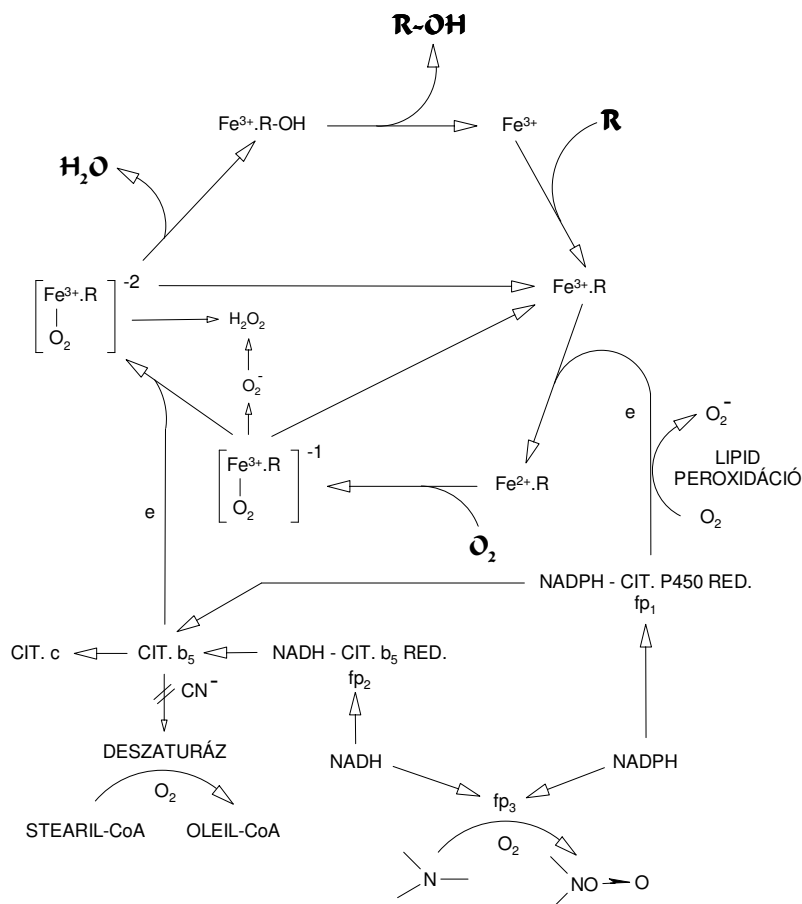 R-OH
Fe³⁺.R-OH
Fe³⁺
R
H₂O
[Fe³⁺.R
O₂]⁻²
Fe³⁺.R
H₂O₂
O₂⁻
e
O₂⁻
LIPID
PEROXIDÁCIÓ
O₂
[Fe³⁺.R
O₂]⁻¹
Fe²⁺.R
O₂
e
NADPH - CIT. P450 RED.
fp₁
CIT. c
CIT. b₅
NADH - CIT. b₅ RED.
fp₂
CN⁻
DESZATURÁZ
O₂
STEARIL-CoA
OLEIL-CoA
NADH
NADPH
fp₃
O₂
N
NO
O